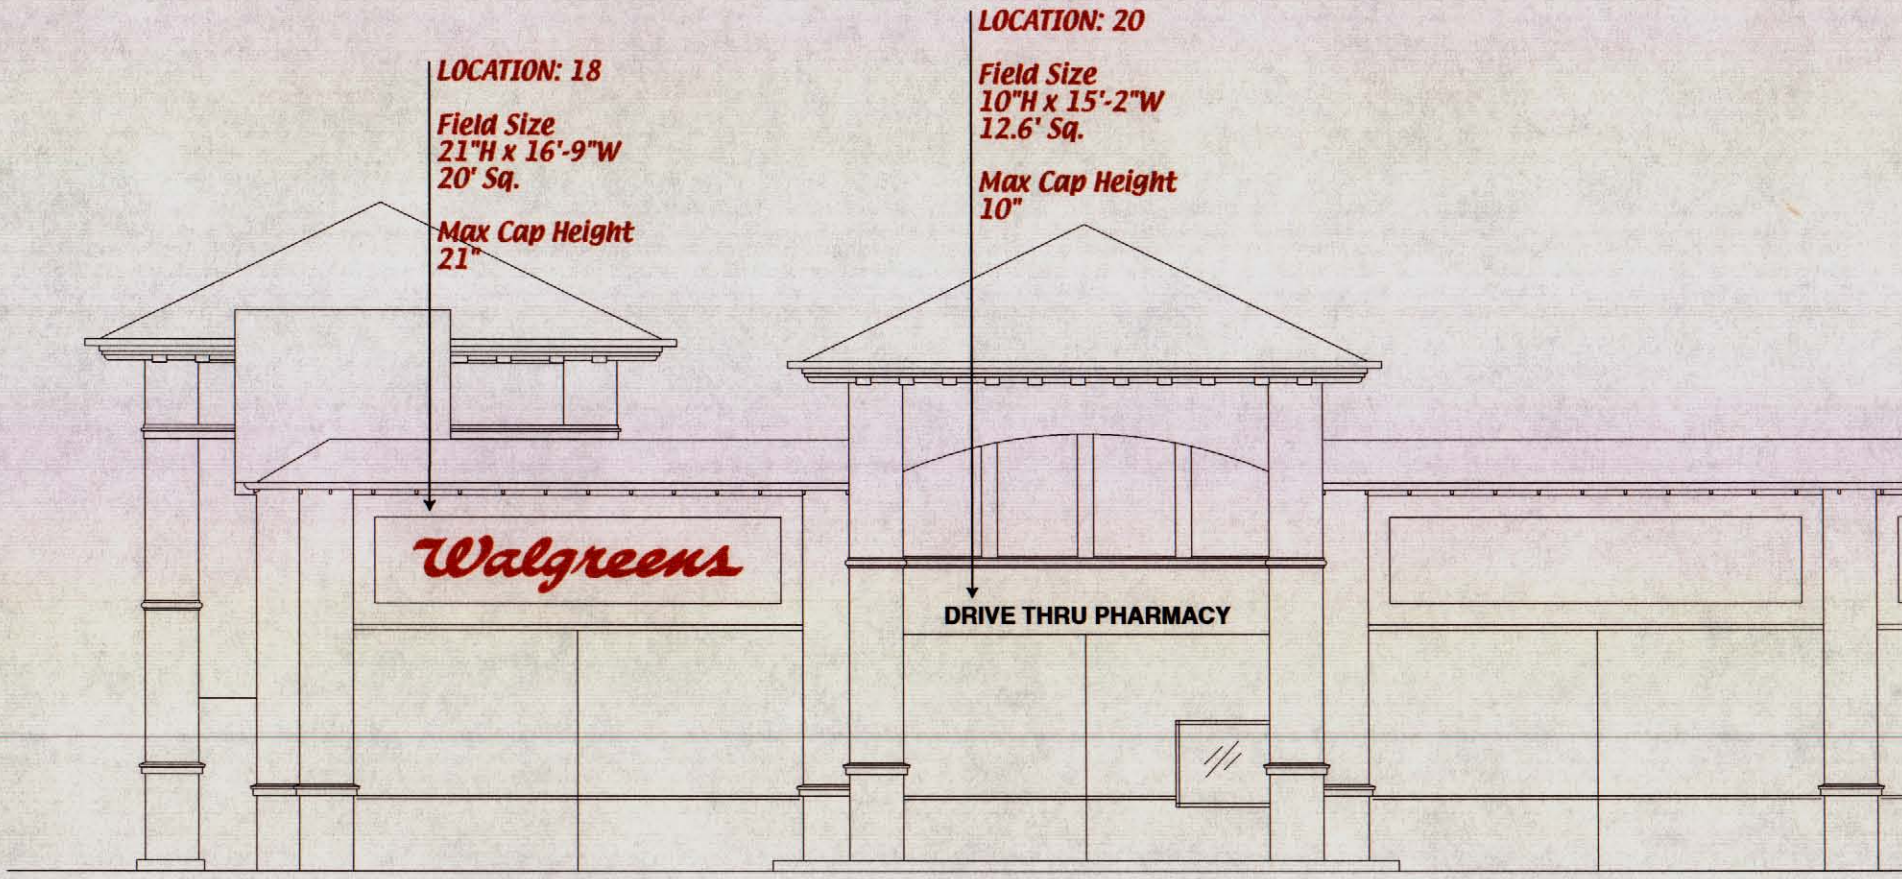 LOCATION: 18
Field Size
21"H x 16'-9"W
20' Sq.
Max Cap Height
21"
LOCATION: 20
Field Size
10"H x 15'-2"W
12.6' Sq.
Max Cap Height
10"
Walgreens
DRIVE THRU PHARMACY